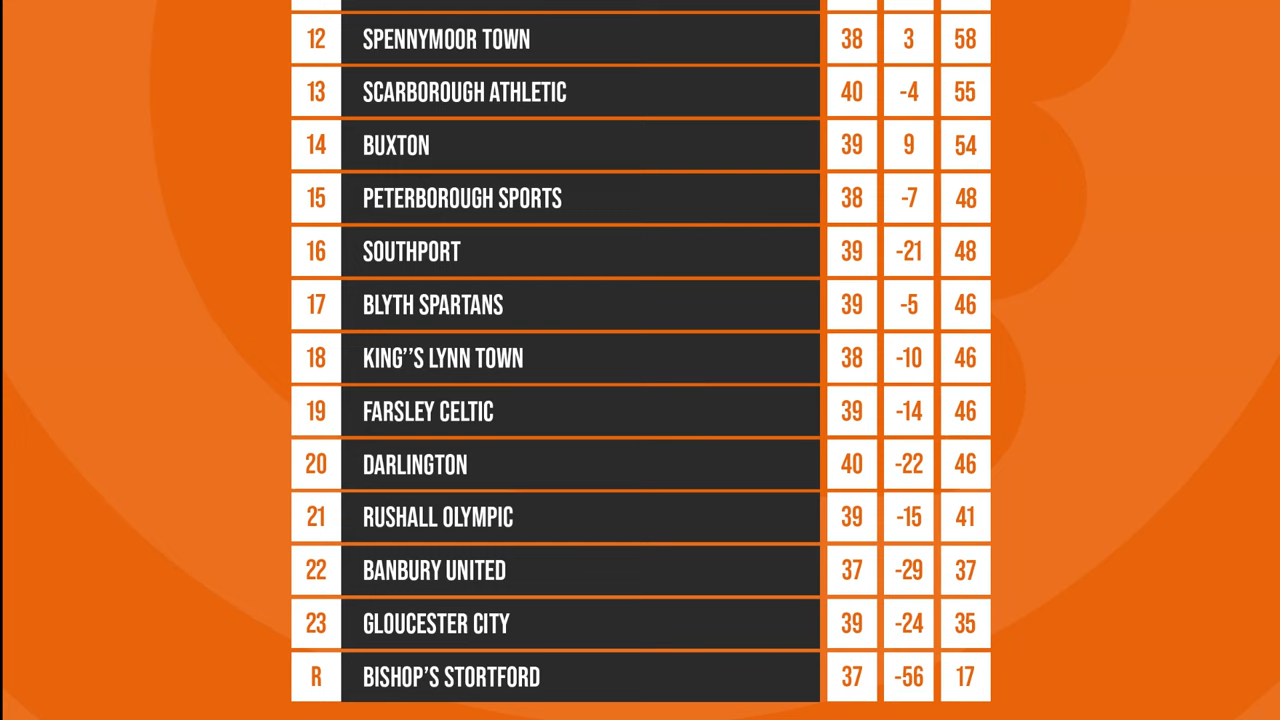 12 SPENNYMOOR TOWN 38 3 58
13 SCARBOROUGH ATHLETIC 40 -4 55
14 BUXTON 39 9 54
15 PETERBOROUGH SPORTS 38 -7 48
16 SOUTHPORT 39 -21 48
17 BLYTH SPARTANS 39 -5 46
18 KING’’S LYNN TOWN 38 -10 46
19 FARSLEY CELTIC 39 -14 46
20 DARLINGTON 40 -22 46
21 RUSHALL OLYMPIC 39 -15 41
22 BANBURY UNITED 37 -29 37
23 GLOUCESTER CITY 39 -24 35
R BISHOP’S STORTFORD 37 -56 17